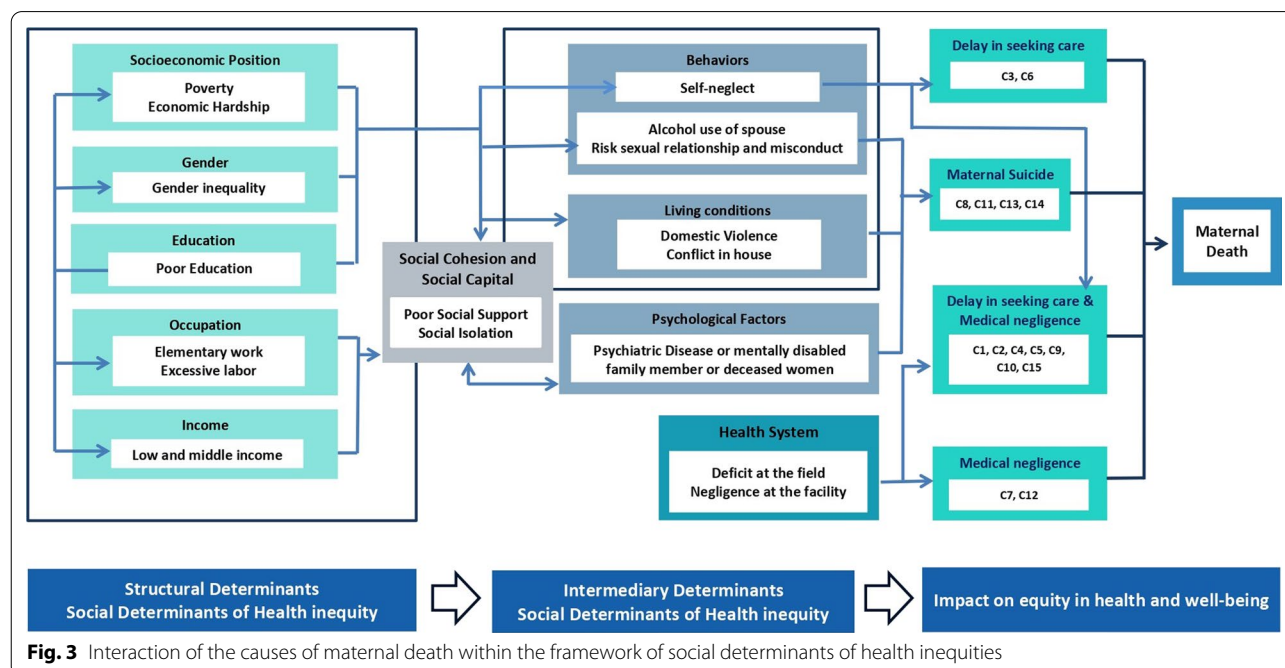 Socioeconomic Position
Poverty
Economic Hardship
Gender
Gender inequality
Education
Poor Education
Occupation
Elementary work
Excessive labor
Income
Low and middle income
Social Cohesion and
Social Capital
Poor Social Support
Social Isolation
Behaviors
Self-neglect
Alcohol use of spouse
Risk sexual relationship and misconduct
Living conditions
Domestic Violence
Conflict in house
Psychological Factors
Psychiatric Disease or mentally disabled
family member or deceased women
Health System
Deficit at the field
Negligence at the facility
Delay in seeking care
C3, C6
Maternal Suicide
C8, C11, C13, C14
Delay in seeking care &
Medical negligence
C1, C2, C4, C5, C9,
C10, C15
Medical negligence
C7, C12
Maternal
Death
Structural Determinants
Social Determinants of Health inequity
Intermediary Determinants
Social Determinants of Health inequity
Impact on equity in health and well-being
Fig. 3 Interaction of the causes of maternal death within the framework of social determinants of health inequities